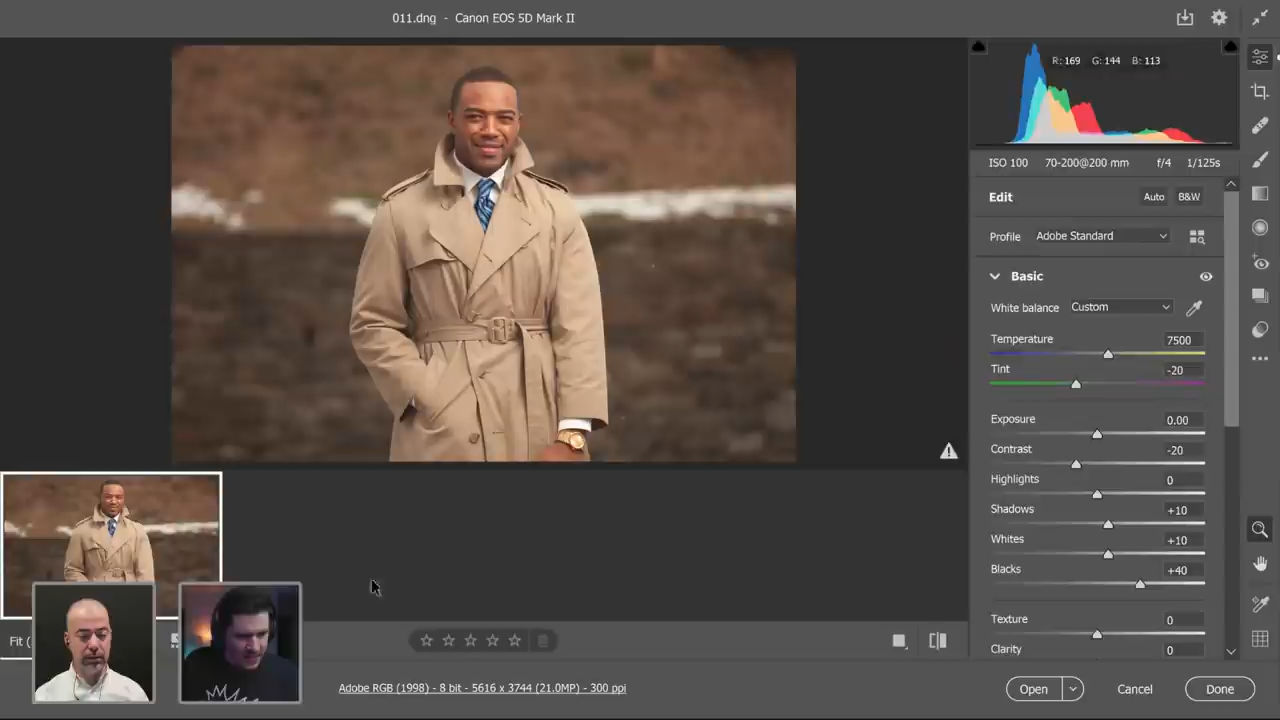 011.dng - Canon EOS 5D Mark II
R: 169 G: 144 B: 113
ISO 100 70-200@200 mm f/4 1/125s
Edit Auto B&W
Profile Adobe Standard
Basic
White balance Custom
Temperature 7500
Tint -20
Exposure 0.00
Contrast -20
Highlights 0
Shadows +10
Whites +10
Blacks +40
Texture 0
Clarity 0
Fit (
Adobe RGB (1998) - 8 bit - 5616 x 3744 (21.0MP) - 300 ppi
Open Cancel Done